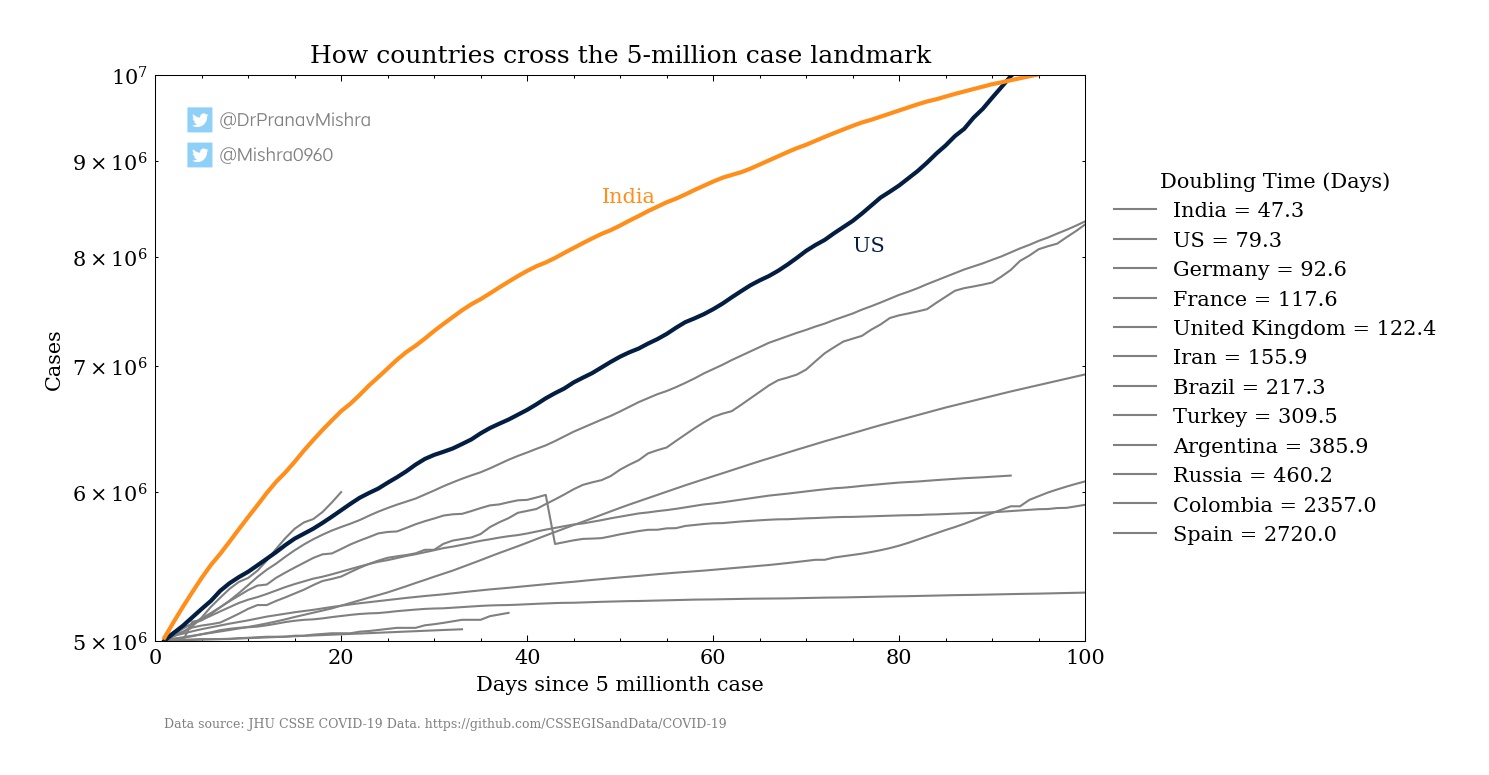 How countries cross the 5-million case landmark
10⁷
9 × 10⁶
8 × 10⁶
7 × 10⁶
6 × 10⁶
5 × 10⁶
Cases
@DrPranavMishra
@Mishra0960
India
US
0 20 40 60 80 100
Days since 5 millionth case
Doubling Time (Days)
India = 47.3
US = 79.3
Germany = 92.6
France = 117.6
United Kingdom = 122.4
Iran = 155.9
Brazil = 217.3
Turkey = 309.5
Argentina = 385.9
Russia = 460.2
Colombia = 2357.0
Spain = 2720.0
Data source: JHU CSSE COVID-19 Data. https://github.com/CSSEGISandData/COVID-19